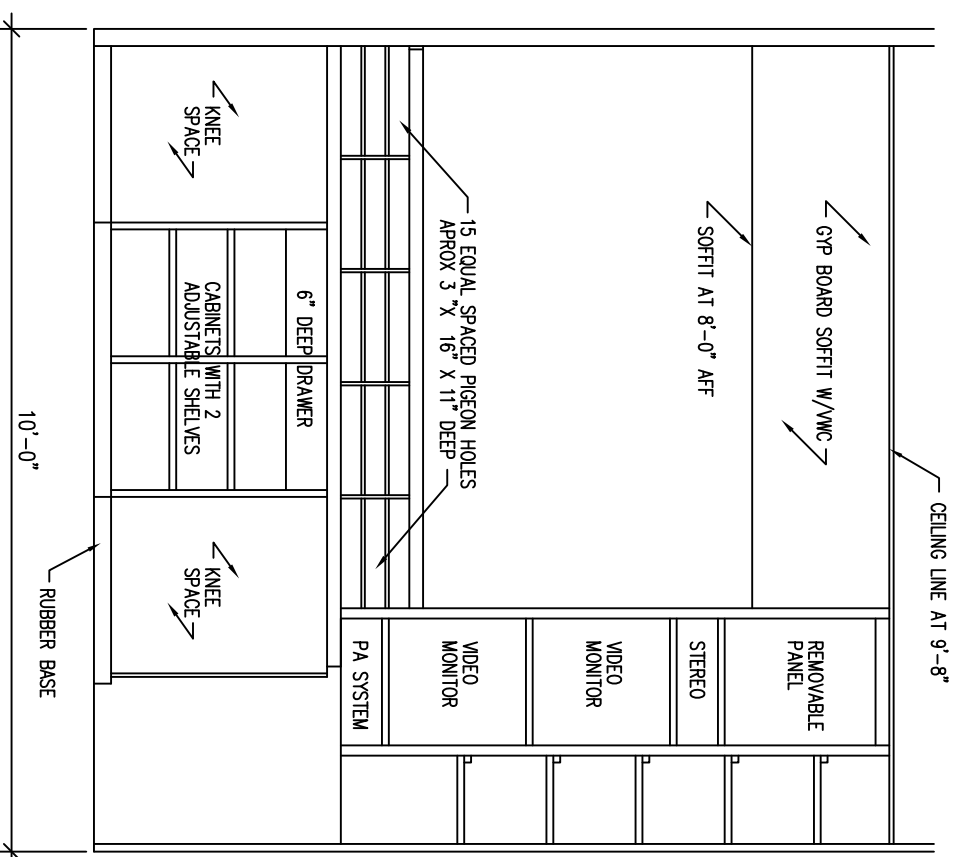 CEILING LINE AT 9'-8"
GYP BOARD SOFFIT W/VWC
SOFFIT AT 8'-0" AFF
REMOVABLE
PANEL
STEREO
VIDEO
MONITOR
VIDEO
MONITOR
PA SYSTEM
15 EQUAL SPACED PIGEON HOLES
APROX 3 "X 16" X 11" DEEP
KNEE
SPACE
6" DEEP DRAWER
CABINETS WITH 2
ADJUSTABLE SHELVES
KNEE
SPACE
RUBBER BASE
10'-0"